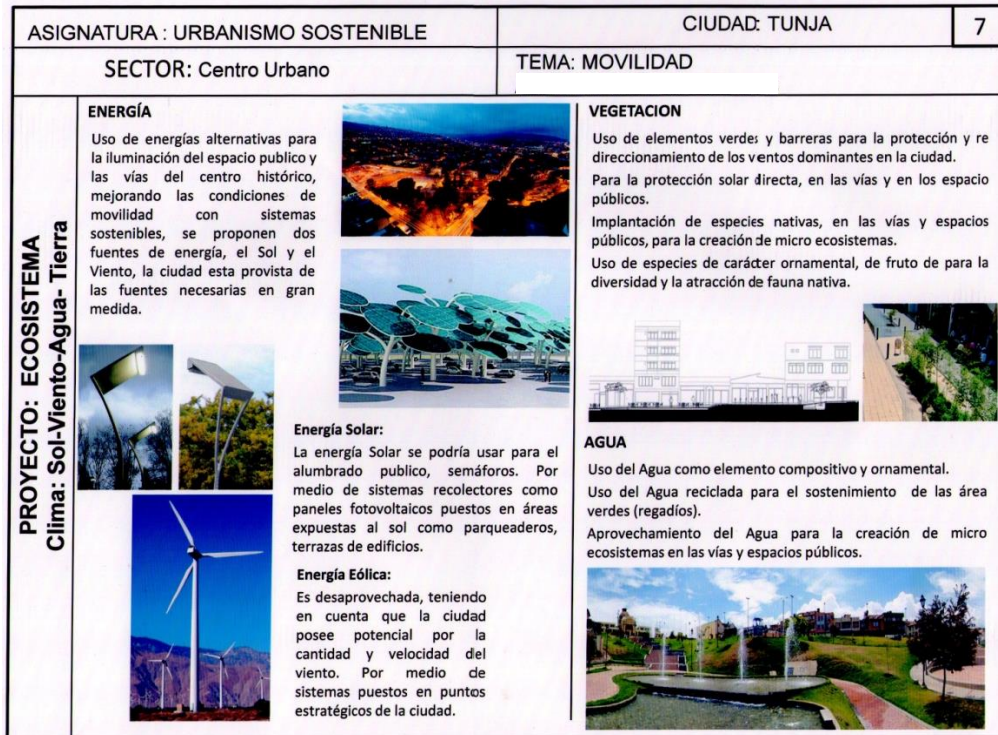 ASIGNATURA : URBANISMO SOSTENIBLE
CIUDAD: TUNJA
7
SECTOR: Centro Urbano
TEMA: MOVILIDAD
PROYECTO: ECOSISTEMA
Clima: Sol-Viento-Agua- Tierra
ENERGÍA
Uso de energías alternativas para
la iluminación del espacio publico y
las vías del centro histórico,
mejorando las condiciones de
movilidad con sistemas
sostenibles, se proponen dos
fuentes de energía, el Sol y el
Viento, la ciudad esta provista de
las fuentes necesarias en gran
medida.
Energía Solar:
La energía Solar se podría usar para el
alumbrado publico, semáforos. Por
medio de sistemas recolectores como
paneles fotovoltaicos puestos en áreas
expuestas al sol como parqueaderos,
terrazas de edificios.
Energía Eólica:
Es desaprovechada, teniendo
en cuenta que la ciudad
posee potencial por la
cantidad y velocidad del
viento. Por medio de
sistemas puestos en puntos
estratégicos de la ciudad.
VEGETACION
Uso de elementos verdes y barreras para la protección y re
direccionamiento de los vientos dominantes en la ciudad.
Para la protección solar directa, en las vías y en los espacio
públicos.
Implantación de especies nativas, en las vías y espacios
públicos, para la creación de micro ecosistemas.
Uso de especies de carácter ornamental, de fruto de para la
diversidad y la atracción de fauna nativa.
AGUA
Uso del Agua como elemento compositivo y ornamental.
Uso del Agua reciclada para el sostenimiento de las área
verdes (regadíos).
Aprovechamiento del Agua para la creación de micro
ecosistemas en las vías y espacios públicos.